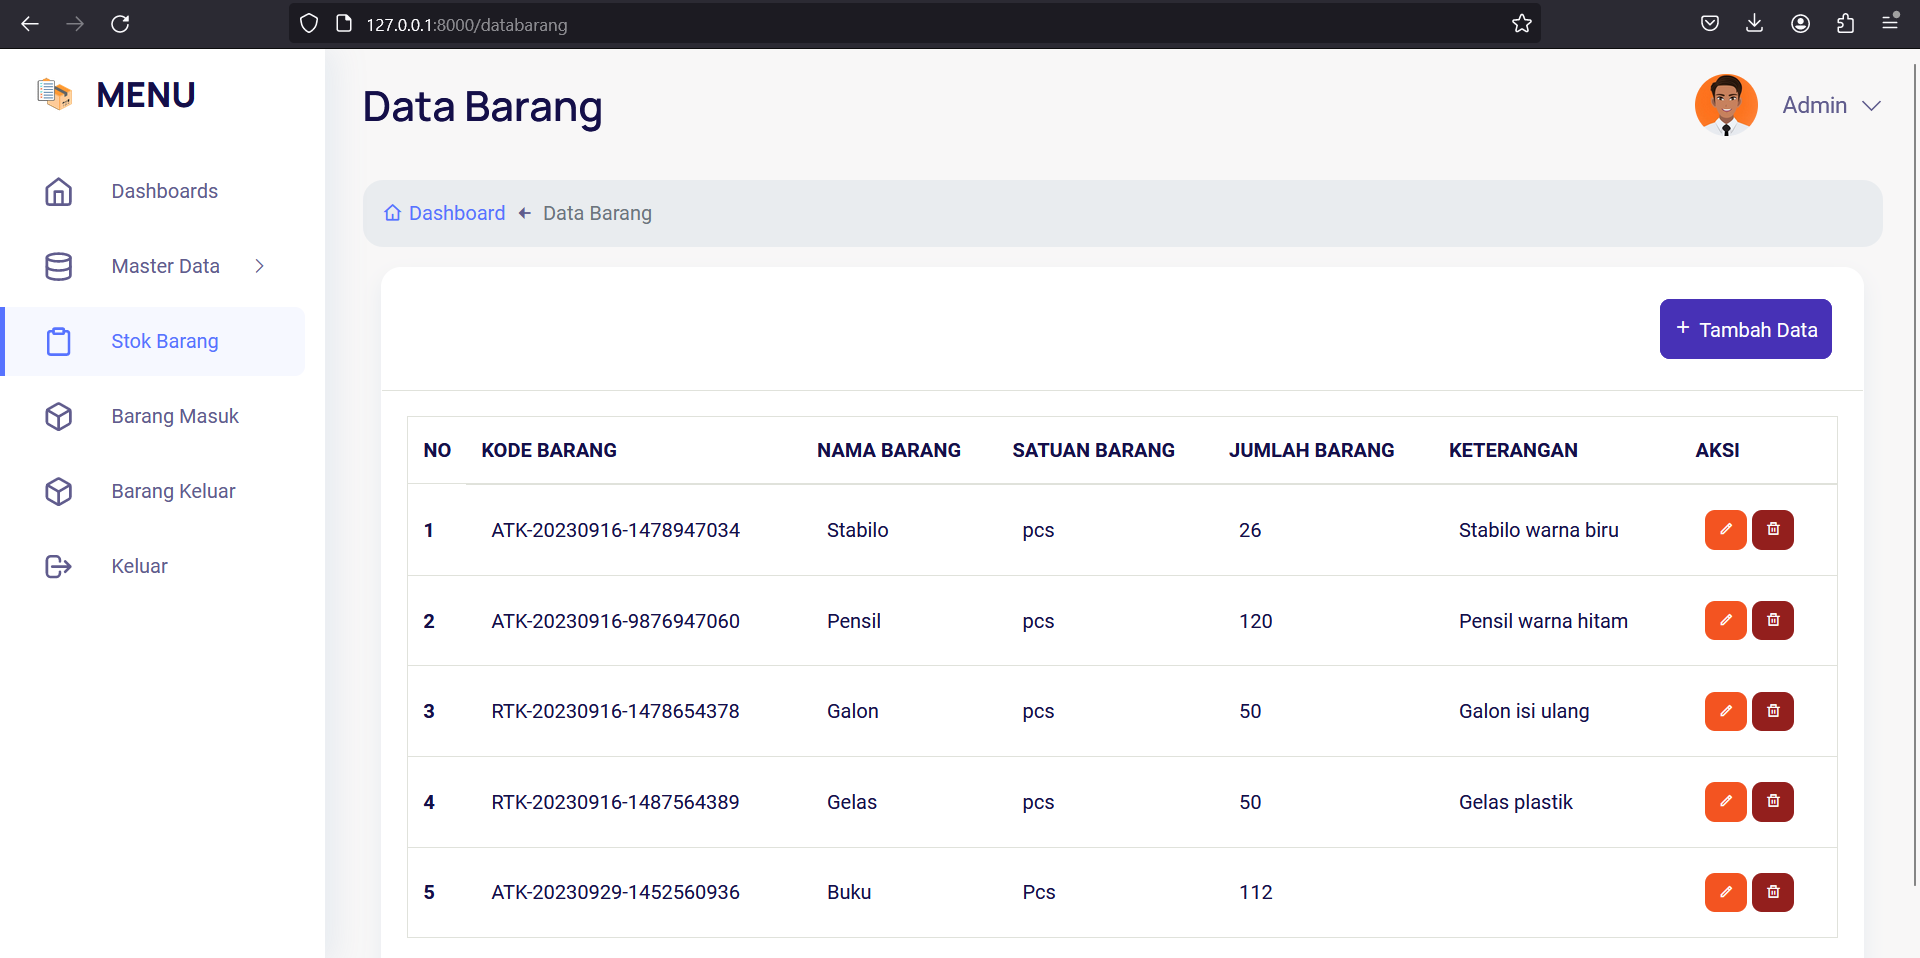 127.0.0.1:8000/databarang
MENU
Data Barang
Admin
Dashboards
Master Data
Stok Barang
Barang Masuk
Barang Keluar
Keluar
Dashboard Data Barang
+ Tambah Data
NO KODE BARANG NAMA BARANG SATUAN BARANG JUMLAH BARANG KETERANGAN AKSI
1 ATK-20230916-1478947034 Stabilo pcs 26 Stabilo warna biru
2 ATK-20230916-9876947060 Pensil pcs 120 Pensil warna hitam
3 RTK-20230916-1478654378 Galon pcs 50 Galon isi ulang
4 RTK-20230916-1487564389 Gelas pcs 50 Gelas plastik
5 ATK-20230929-1452560936 Buku Pcs 112